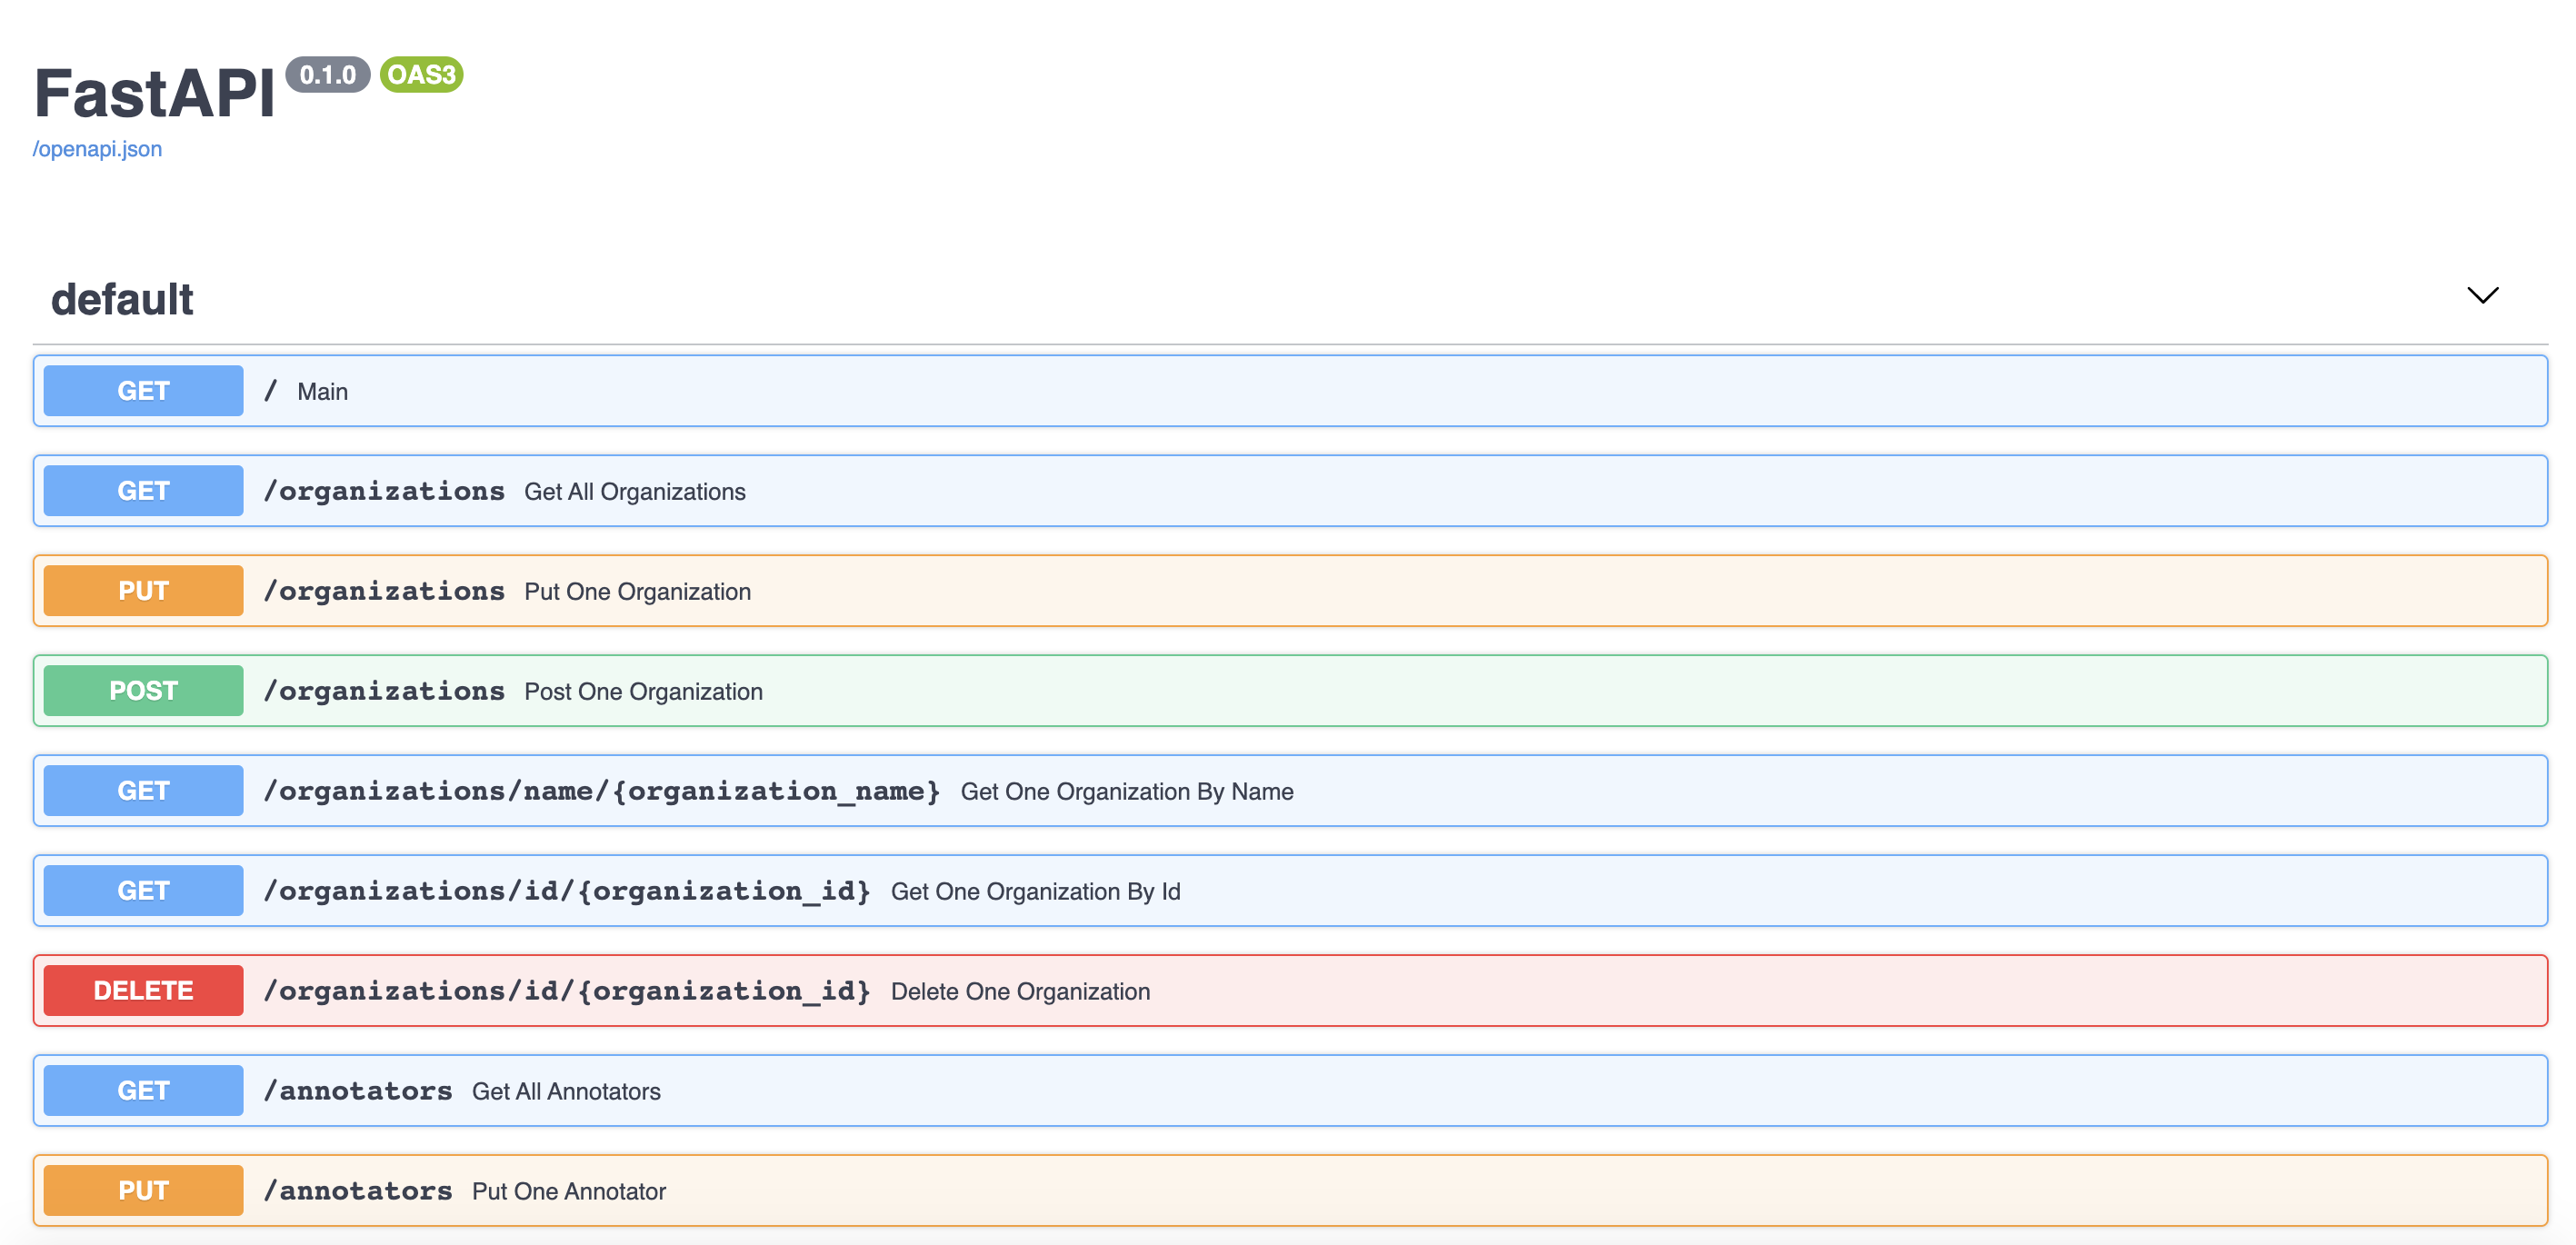 FastAPI 0.1.0 OAS3
/openapi.json
default
GET / Main
GET /organizations Get All Organizations
PUT /organizations Put One Organization
POST /organizations Post One Organization
GET /organizations/name/{organization_name} Get One Organization By Name
GET /organizations/id/{organization_id} Get One Organization By Id
DELETE /organizations/id/{organization_id} Delete One Organization
GET /annotators Get All Annotators
PUT /annotators Put One Annotator